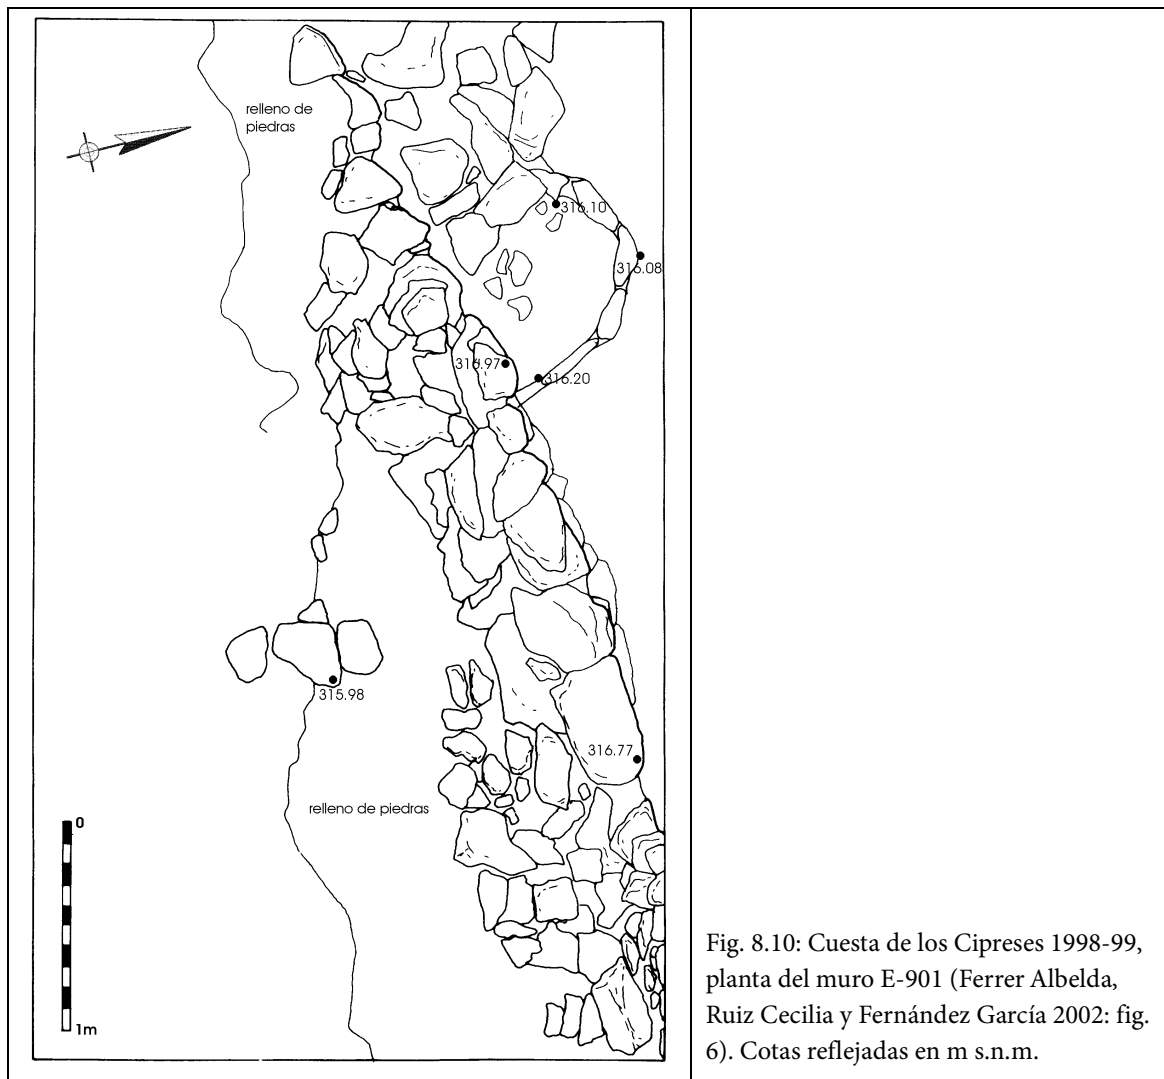 relleno de
piedras
316.10
316.08
316.97
316.20
315.98
316.77
relleno de piedras
0
1m
Fig. 8.10: Cuesta de los Cipreses 1998-99,
planta del muro E-901 (Ferrer Albelda,
Ruiz Cecilia y Fernández García 2002: fig.
6). Cotas reflejadas en m s.n.m.